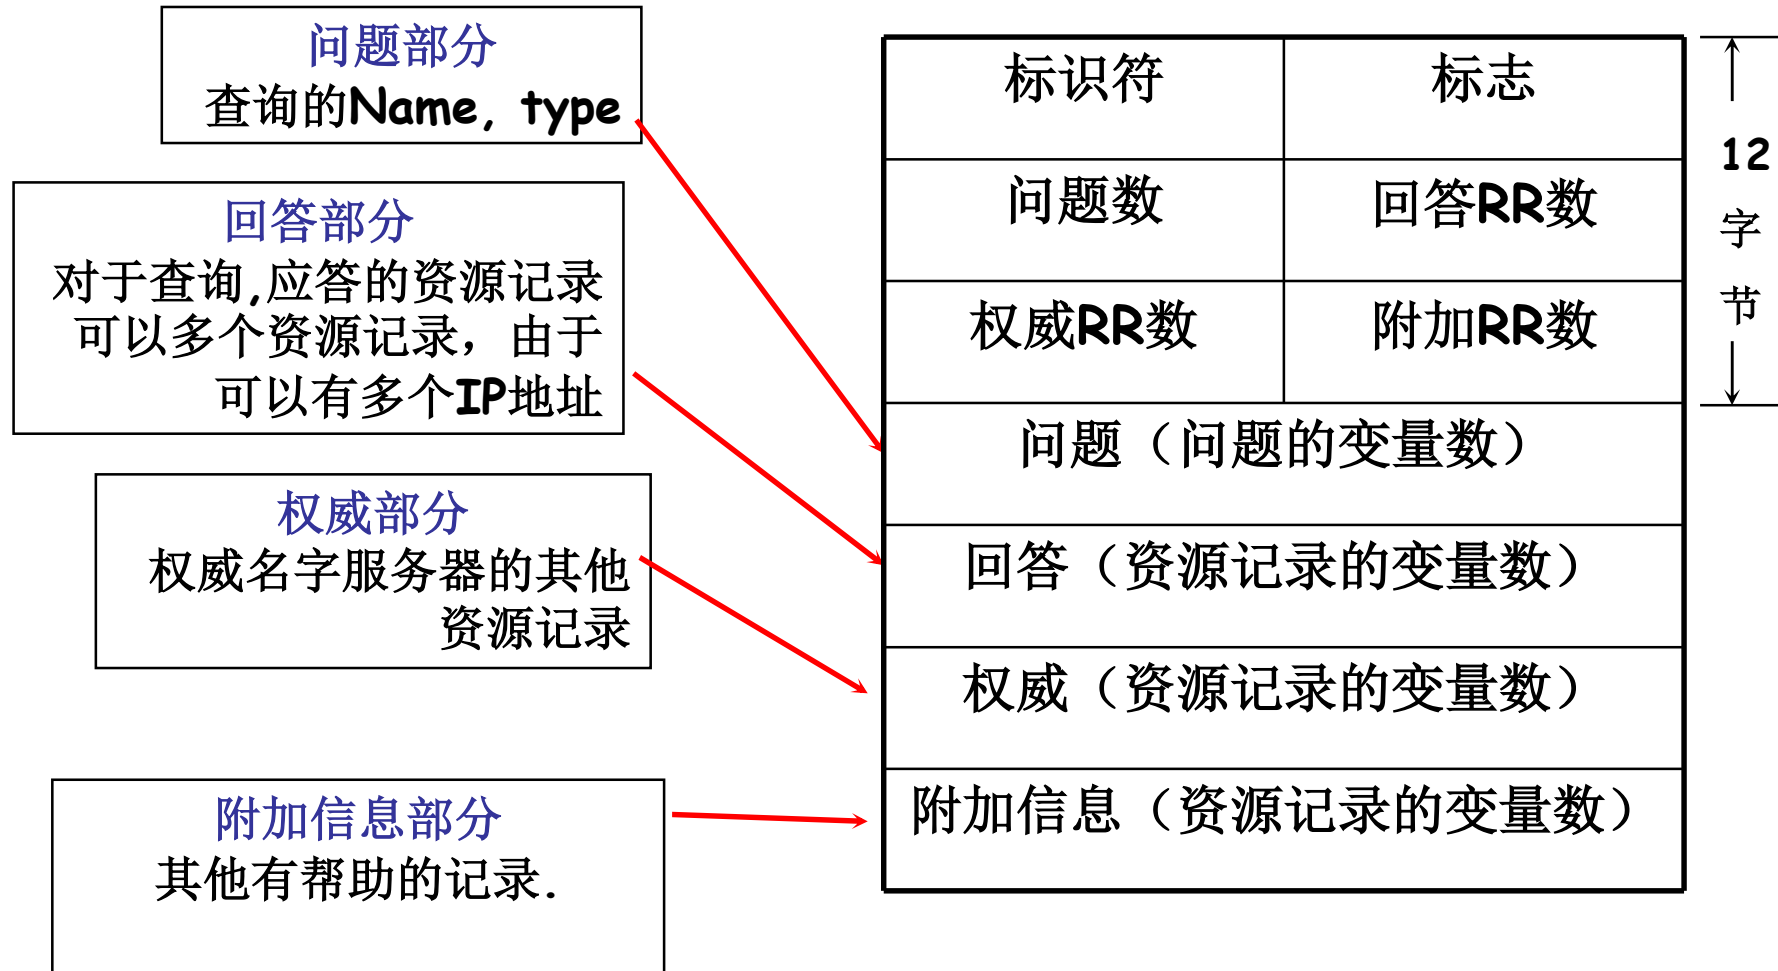 问题部分
查询的Name, type
回答部分
对于查询,应答的资源记录
可以多个资源记录，由于
可以有多个IP地址
权威部分
权威名字服务器的其他
资源记录
附加信息部分
其他有帮助的记录.
标识符 标志
问题数 回答RR数
权威RR数 附加RR数
问题（问题的变量数）
回答（资源记录的变量数）
权威（资源记录的变量数）
附加信息（资源记录的变量数）
12
字
节